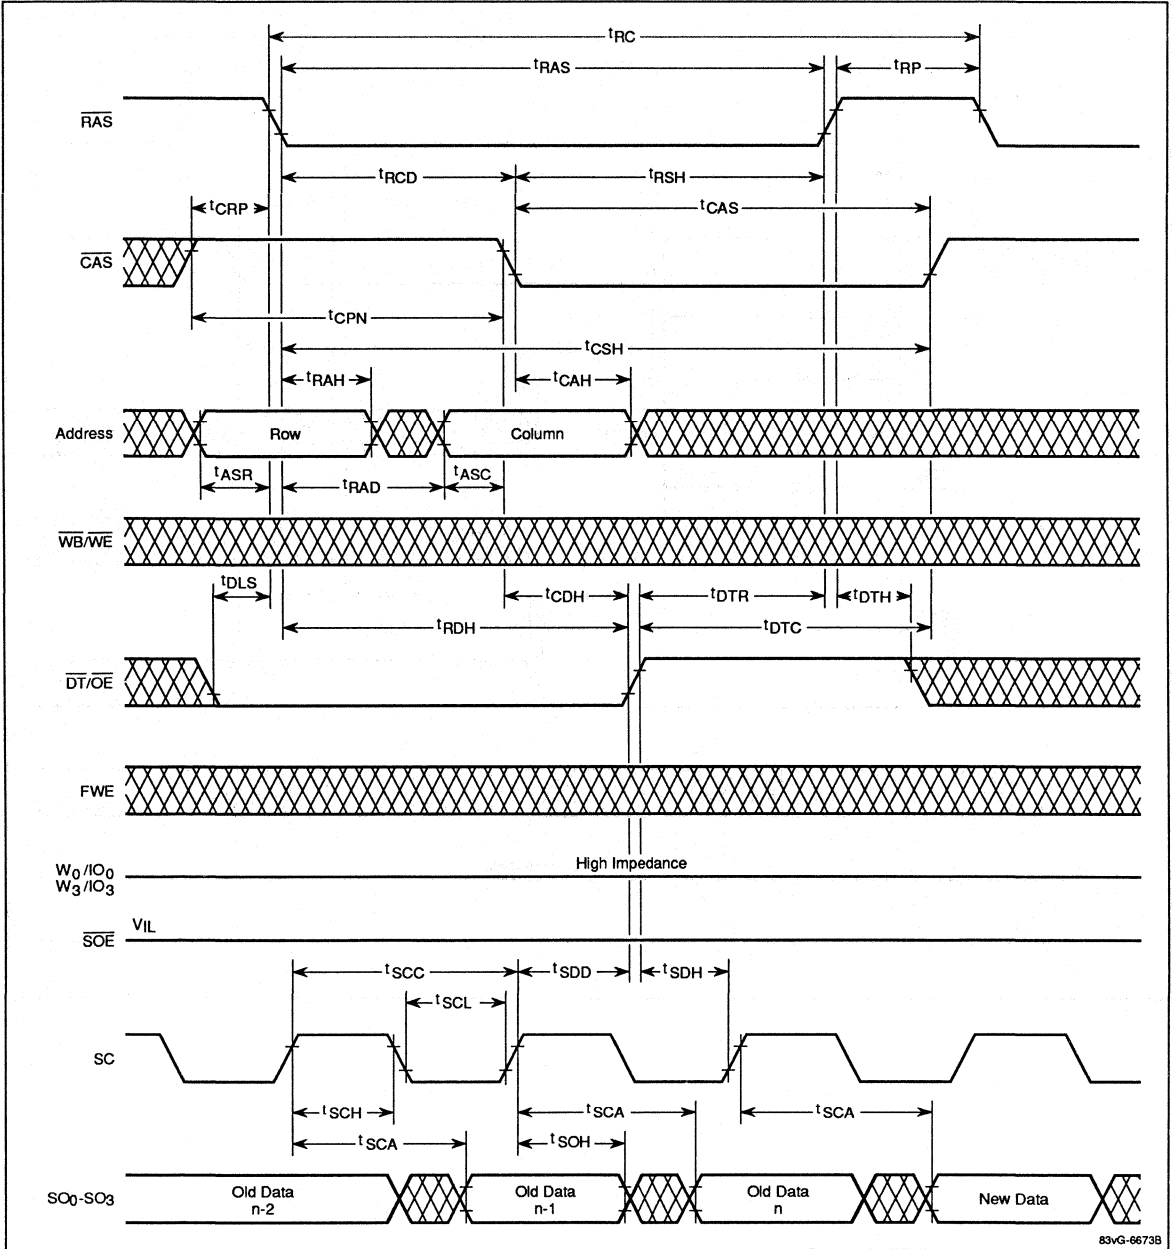 tRC
tRAS
tRP
RAS
tRCD
tRSH
tCRP
tCAS
CAS
tCPN
tCSH
tRAH
tCAH
Address
Row
Column
tASR
tRAD
tASC
WB/WE
tDLS
tCDH
tDTR
tDTH
tRDH
tDTC
DT/OE
FWE
High Impedance
W0/IO0
W3/IO3
VIL
SOE
tSCC
tSDD
tSDH
tSCL
SC
tSCH
tSCA
tSCA
tSCA
tSOH
SO0-SO3
Old Data
n-2
Old Data
n-1
Old Data
n
New Data
83vG-6673B